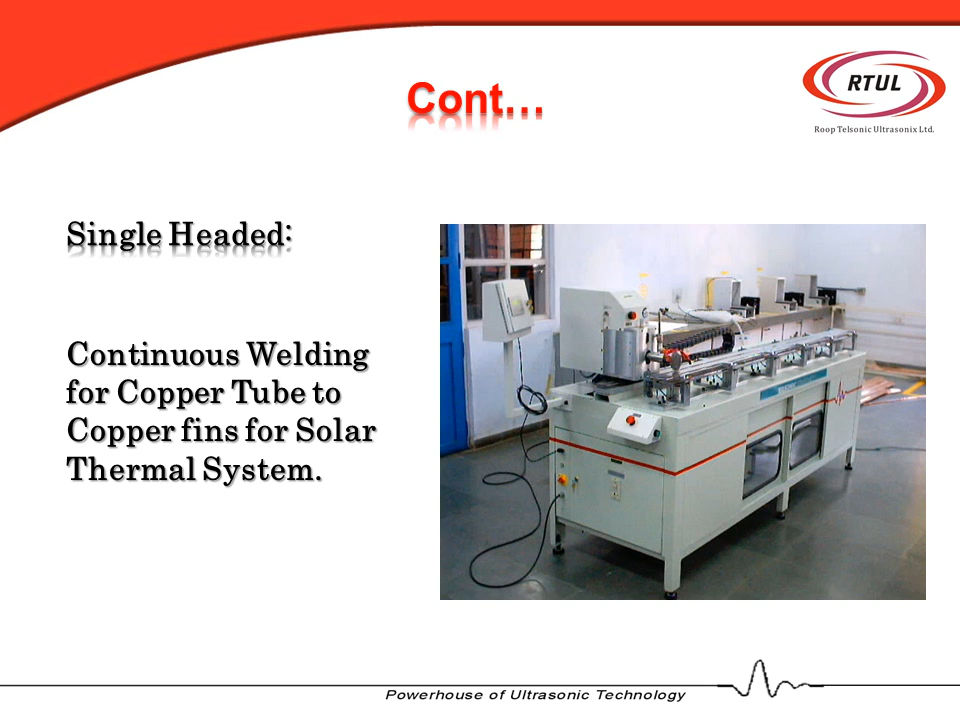 Cont...
RTUL
Roop Telsonic Ultrasonix Ltd.
Single Headed:
Continuous Welding
for Copper Tube to
Copper fins for Solar
Thermal System.
Powerhouse of Ultrasonic Technology